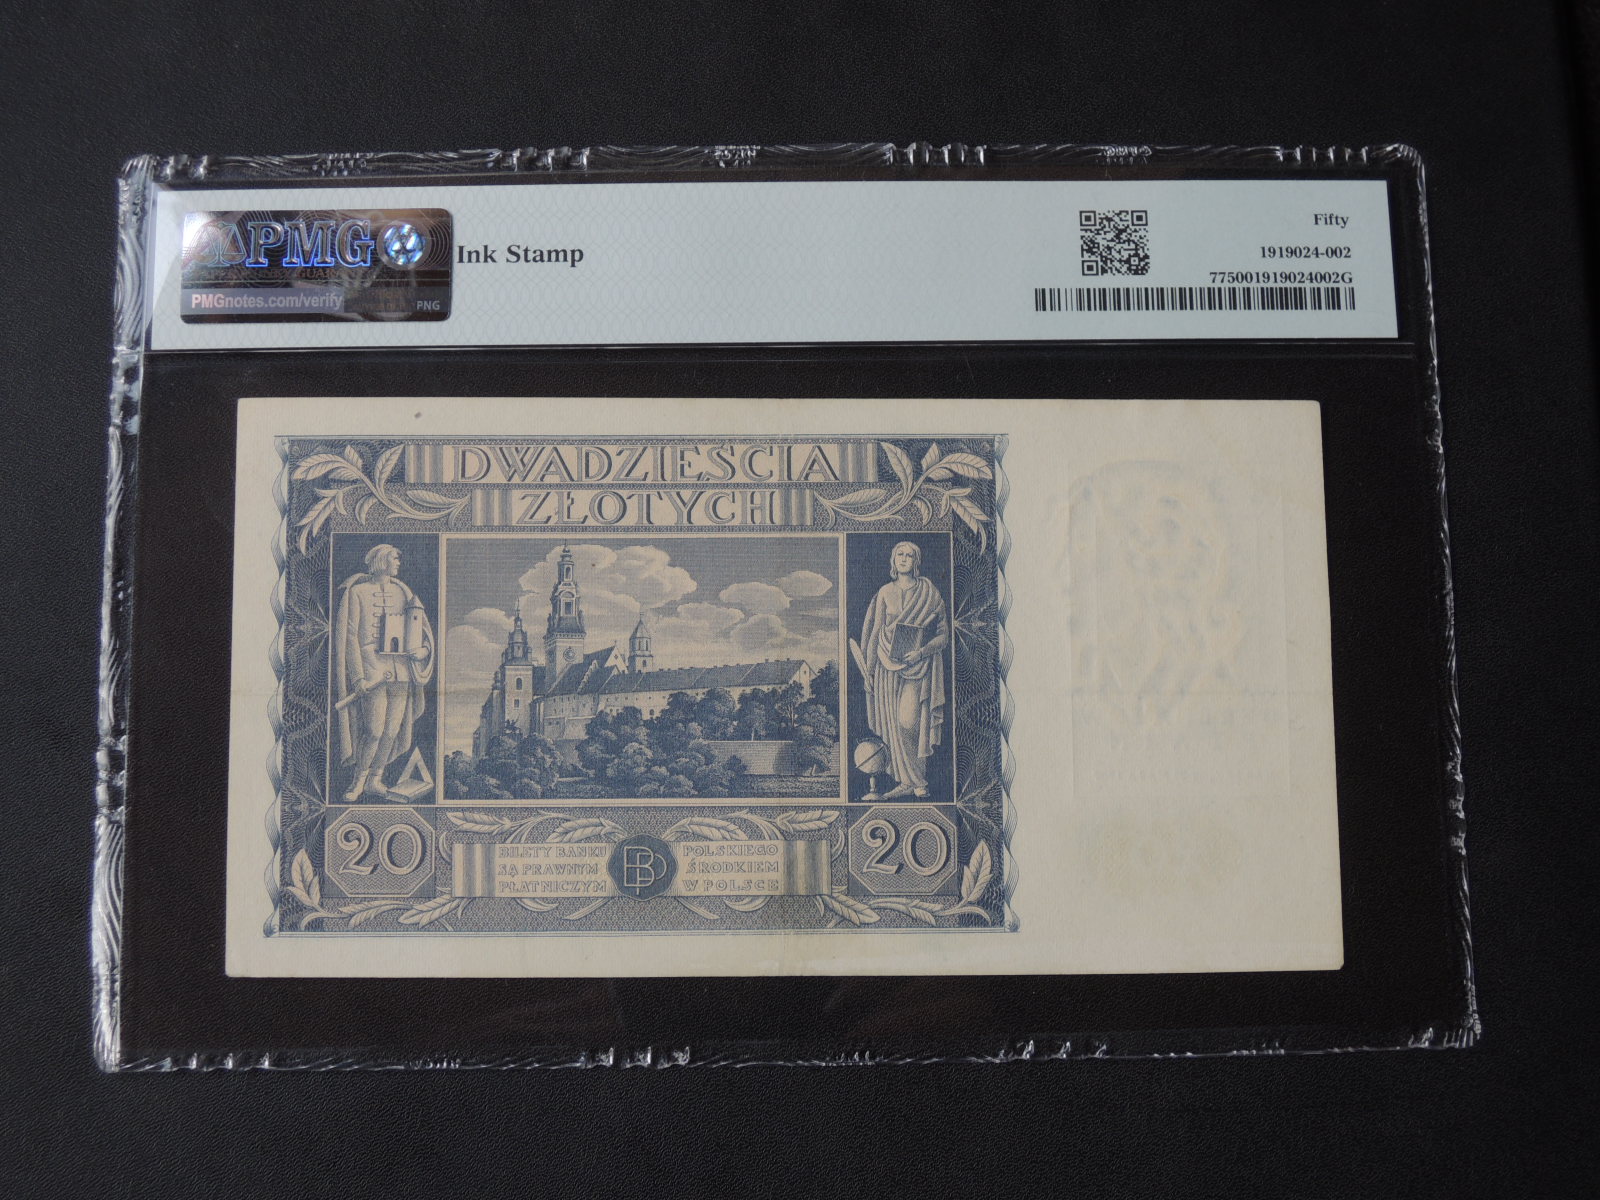 PMG
PMGnotes.com/verify
PNG
Ink Stamp
Fifty
1919024-002
775001919024002G
DWADZIEŚCIA
ZŁOTYCH
20
20
BILETY BANKU POLSKIEGO
SĄ PRAWNYM ŚRODKIEM
PŁATNICZYM W POLSCE
BP